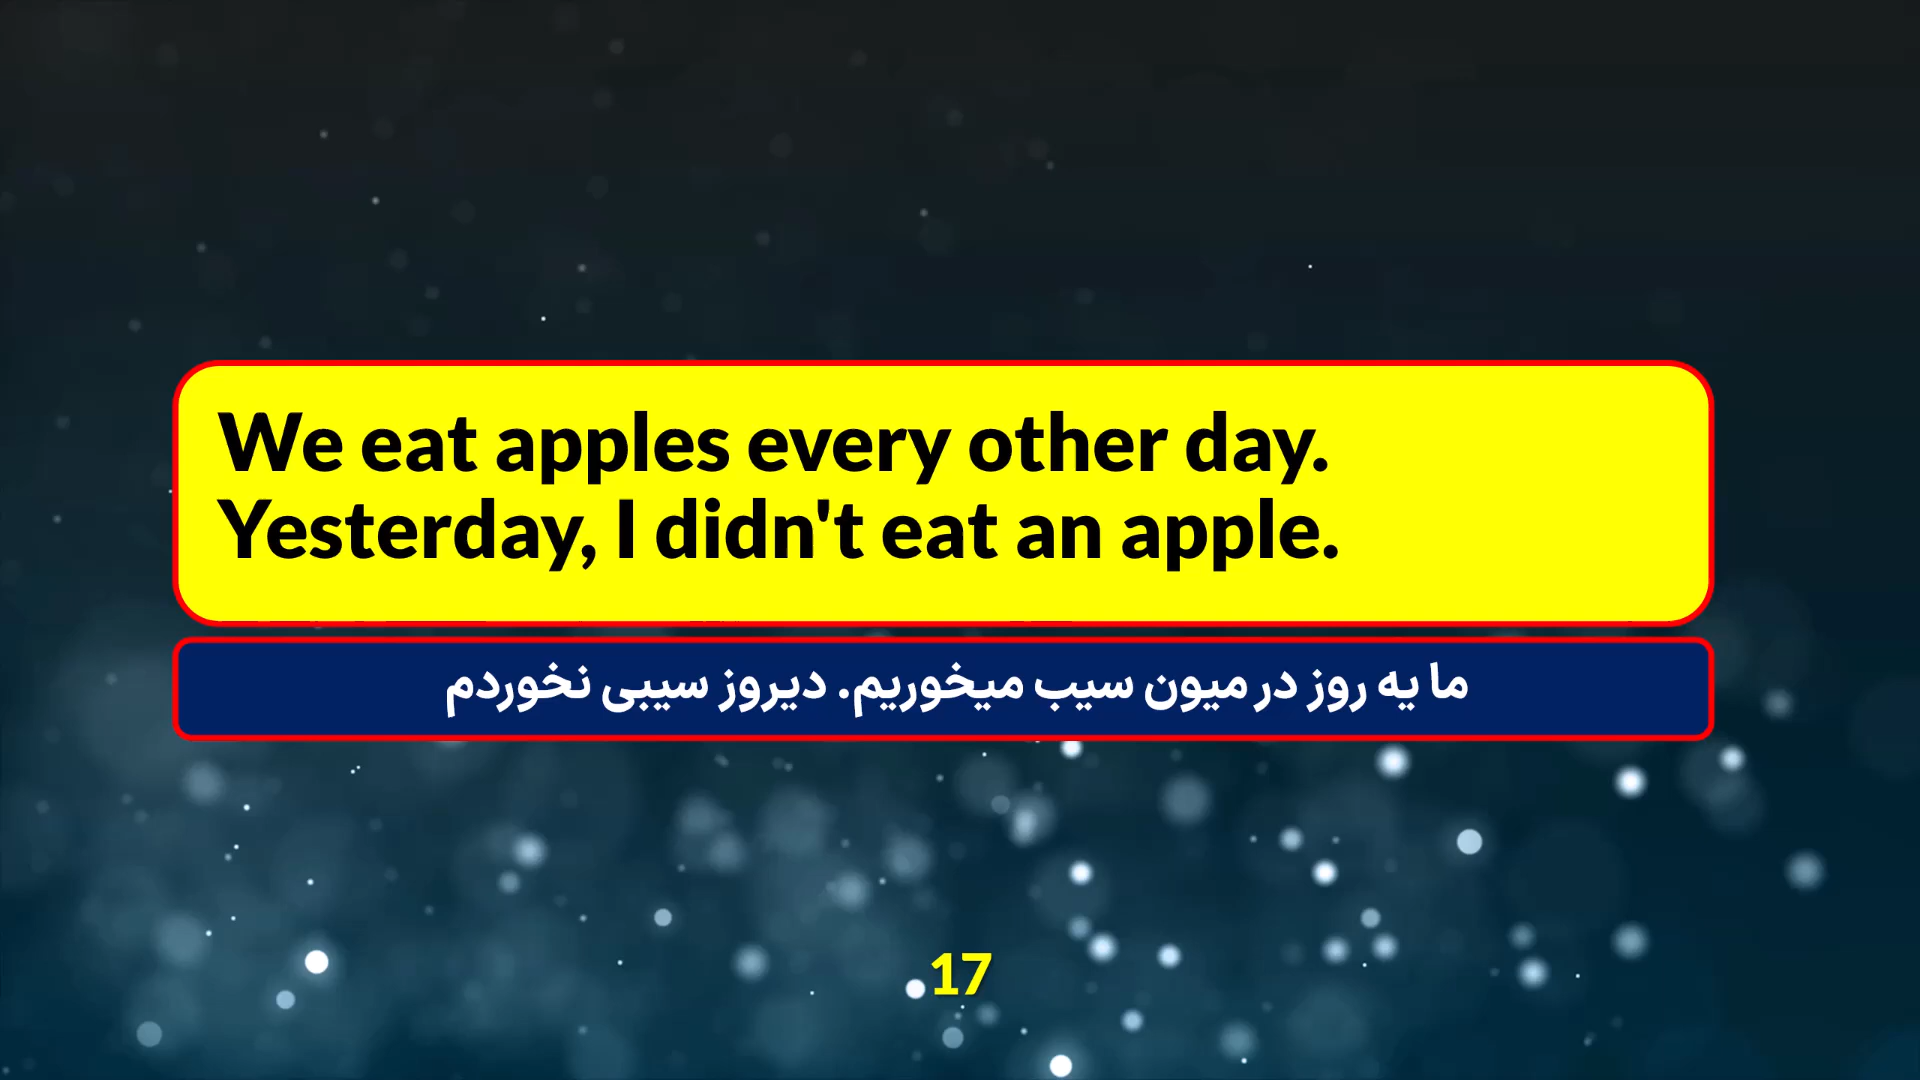 We eat apples every other day.
Yesterday, I didn't eat an apple.
ما یه روز در میون سیب میخوریم. دیروز سیبی نخوردم
17